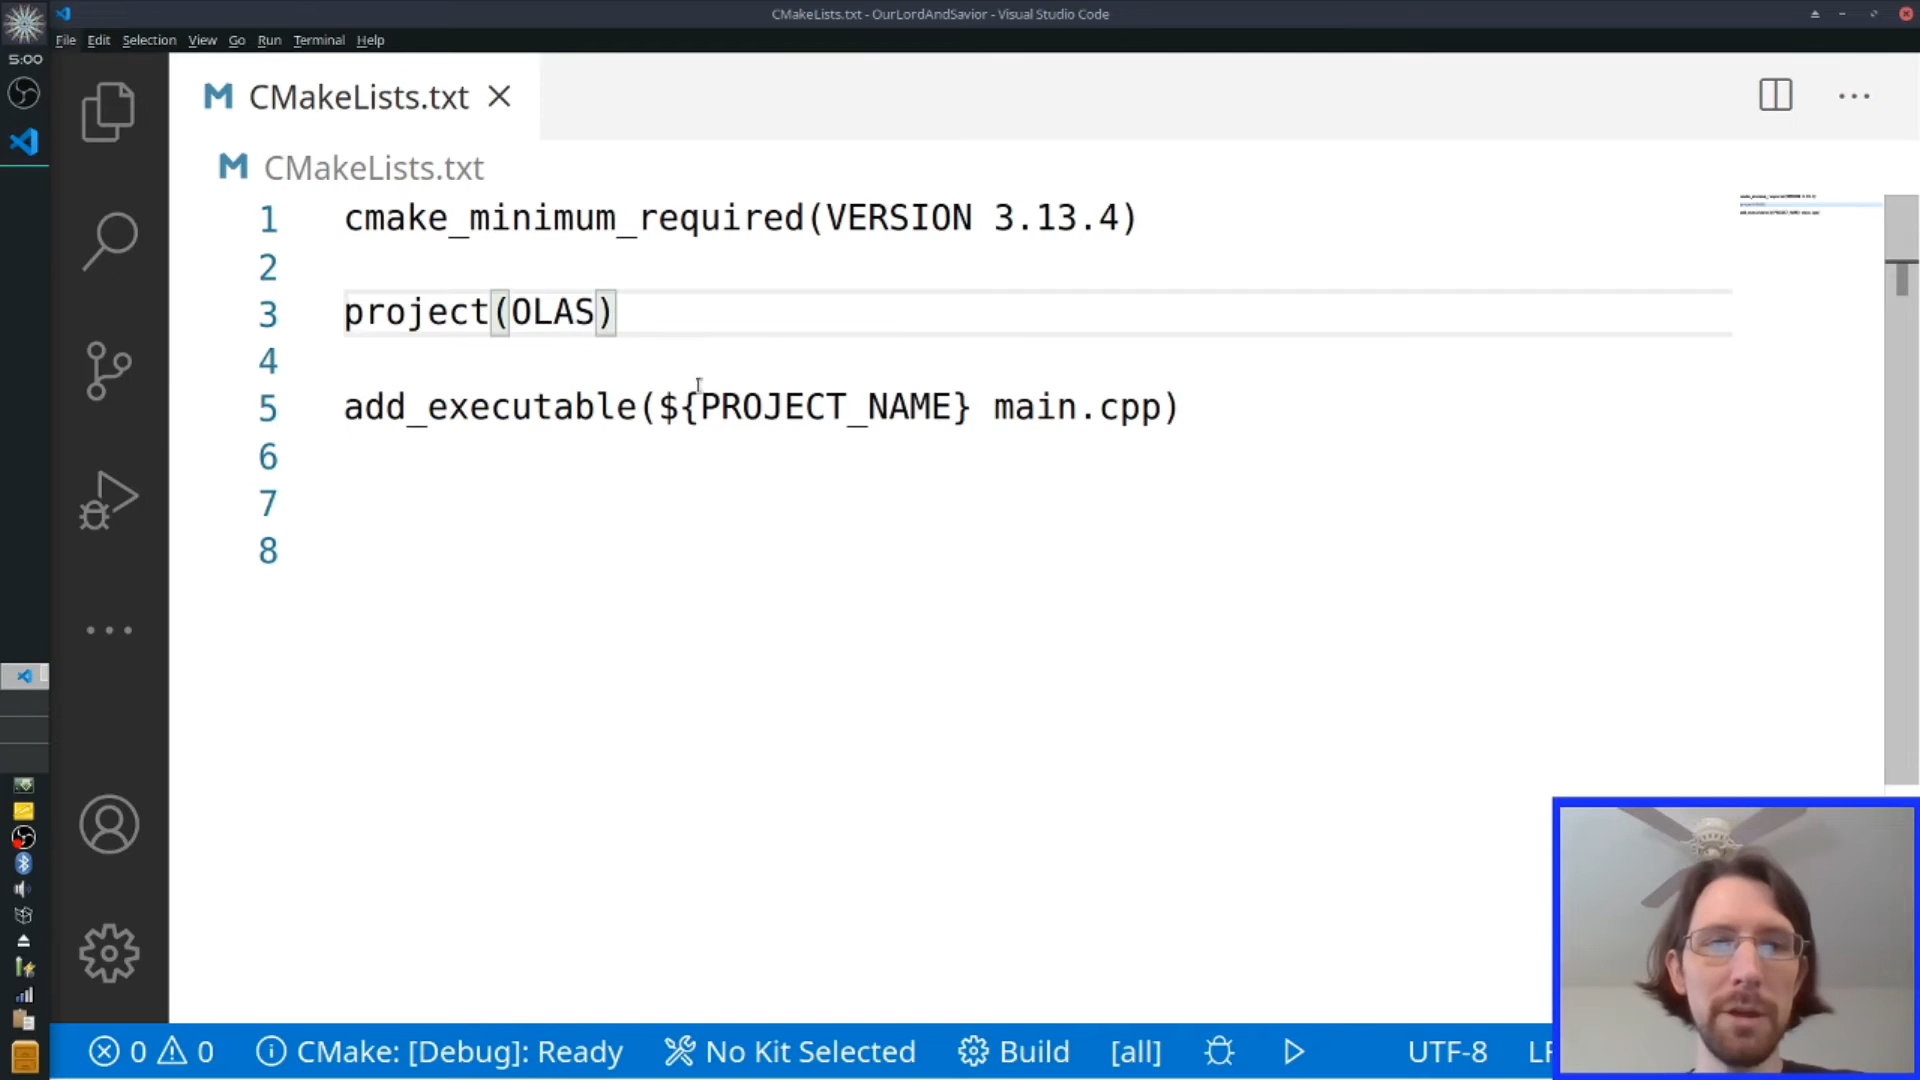 CMakeLists.txt - OurLordAndSavior - Visual Studio Code
File Edit Selection View Go Run Terminal Help
5:00
CMakeLists.txt
CMakeLists.txt
1 cmake_minimum_required(VERSION 3.13.4)
2
3 project(OLAS)
4
5 add_executable(${PROJECT_NAME} main.cpp)
6
7
8
0 0 CMake: [Debug]: Ready No Kit Selected Build [all] UTF-8 LF